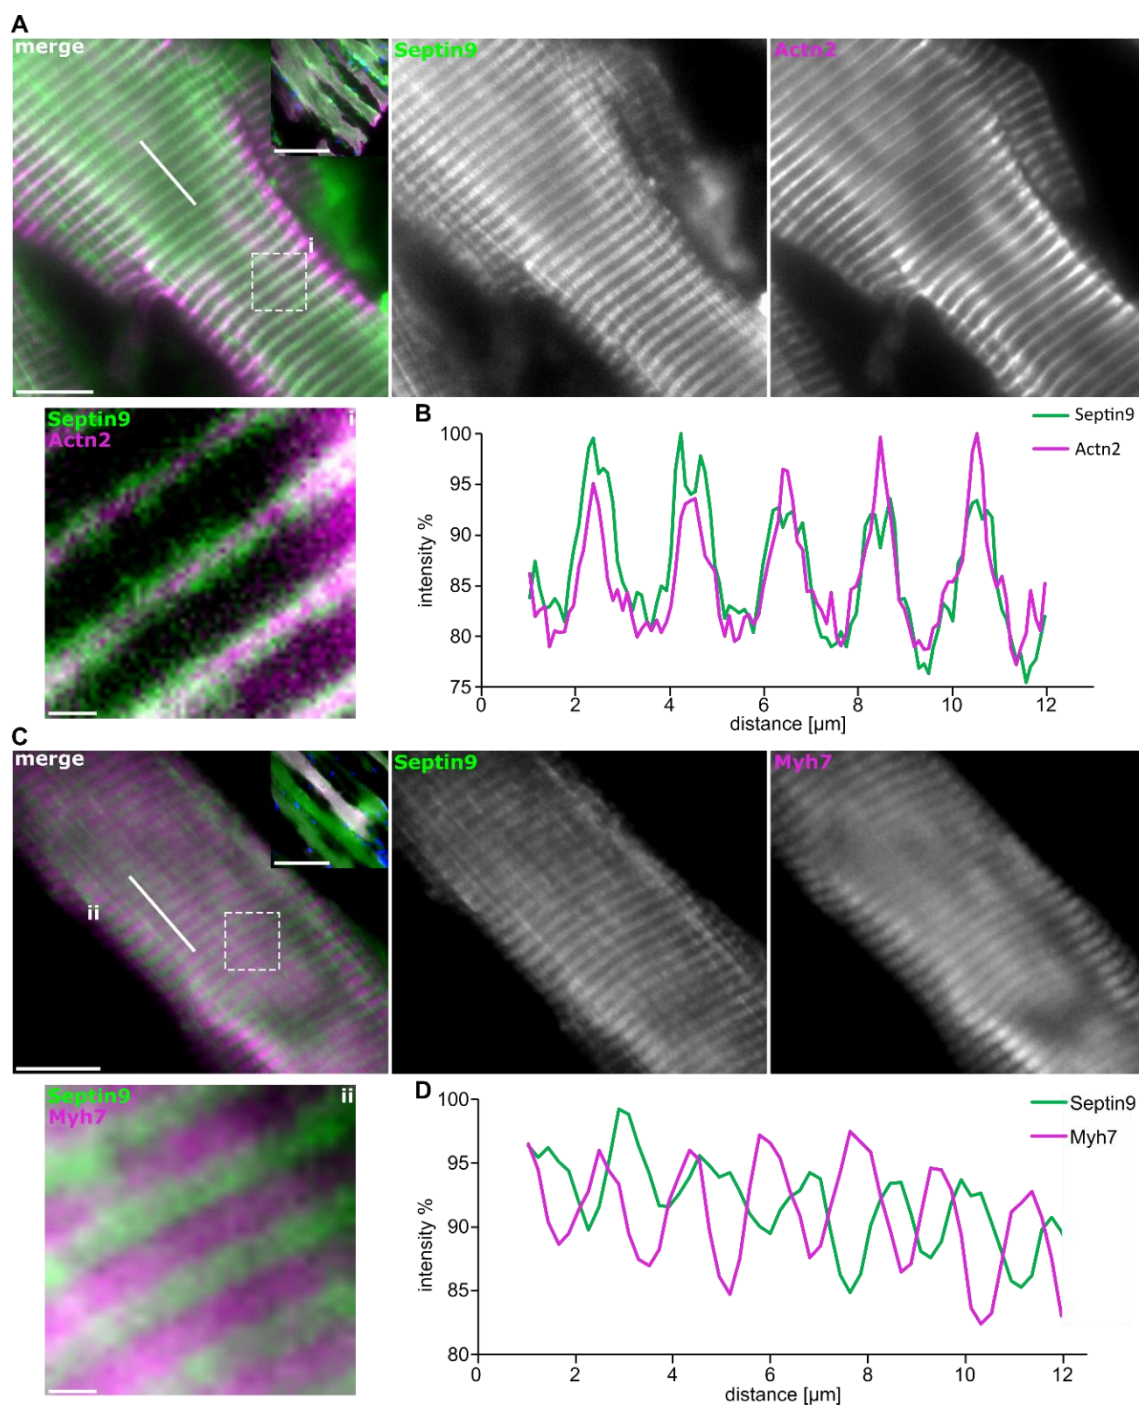 A
merge
Septin9
Actn2
i
Septin9
Actn2
i
B
Septin9
Actn2
100
95
90
85
80
75
intensity %
0 2 4 6 8 10 12
distance [µm]
C
merge
Septin9
Myh7
ii
Septin9
Myh7
ii
D
Septin9
Myh7
100
95
90
85
80
intensity %
0 2 4 6 8 10 12
distance [µm]